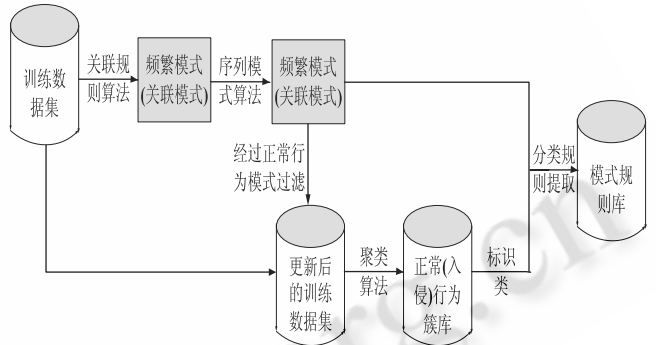 训练数
据集
关联规
则算法
频繁模式
(关联模式)
序列模
式算法
频繁模式
(关联模式)
经过正常行
为模式过滤
分类规
则提取
模式规
则库
更新后
的训练
数据集
聚类
算法
正常(入
侵)行为
簇库
标识
类
rg.cn